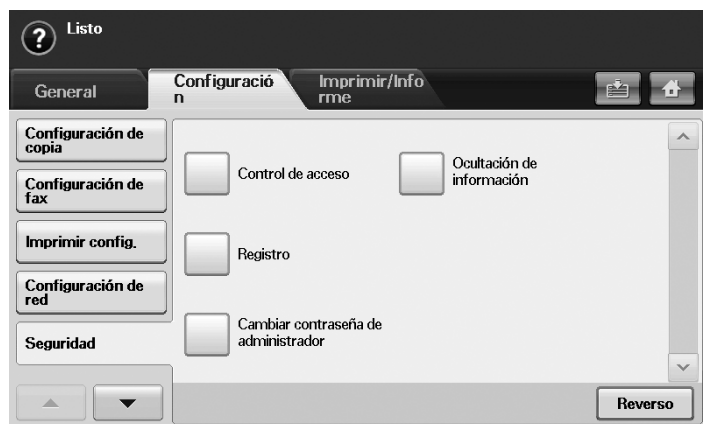 Listo
General
Configuració
n
Imprimir/Info
rme
Configuración de
copia
Configuración de
fax
Imprimir config.
Configuración de
red
Seguridad
Control de acceso
Ocultación de
información
Registro
Cambiar contraseña de
administrador
Reverso